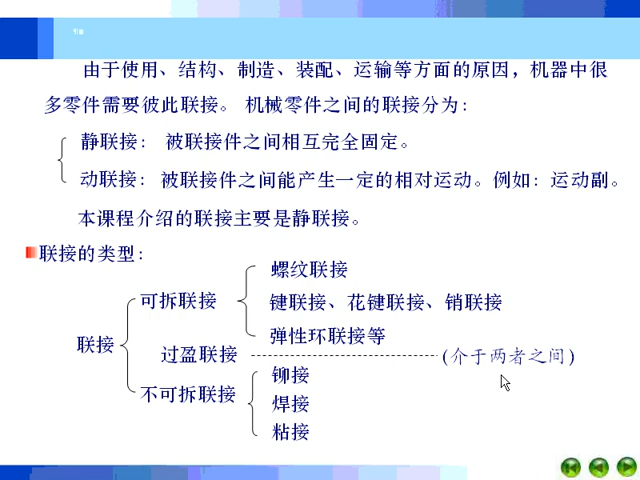 引言
由于使用、结构、制造、装配、运输等方面的原因，机器中很
多零件需要彼此联接。 机械零件之间的联接分为：
静联接： 被联接件之间相互完全固定。
动联接：被联接件之间能产生一定的相对运动。例如：运动副。
本课程介绍的联接主要是静联接。
联接的类型：
螺纹联接
可拆联接
键联接、花键联接、销联接
弹性环联接等
联接
过盈联接
(介于两者之间)
铆接
不可拆联接
焊接
粘接